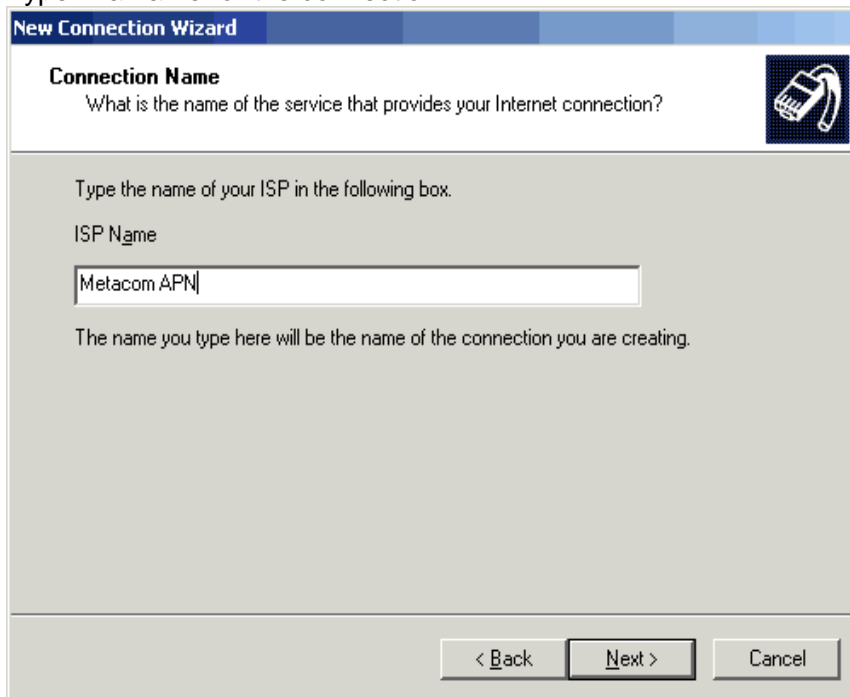 New Connection Wizard
Connection Name
What is the name of the service that provides your Internet connection?
Type the name of your ISP in the following box.
ISP Name
Metacom APN
The name you type here will be the name of the connection you are creating.
< Back Next > Cancel